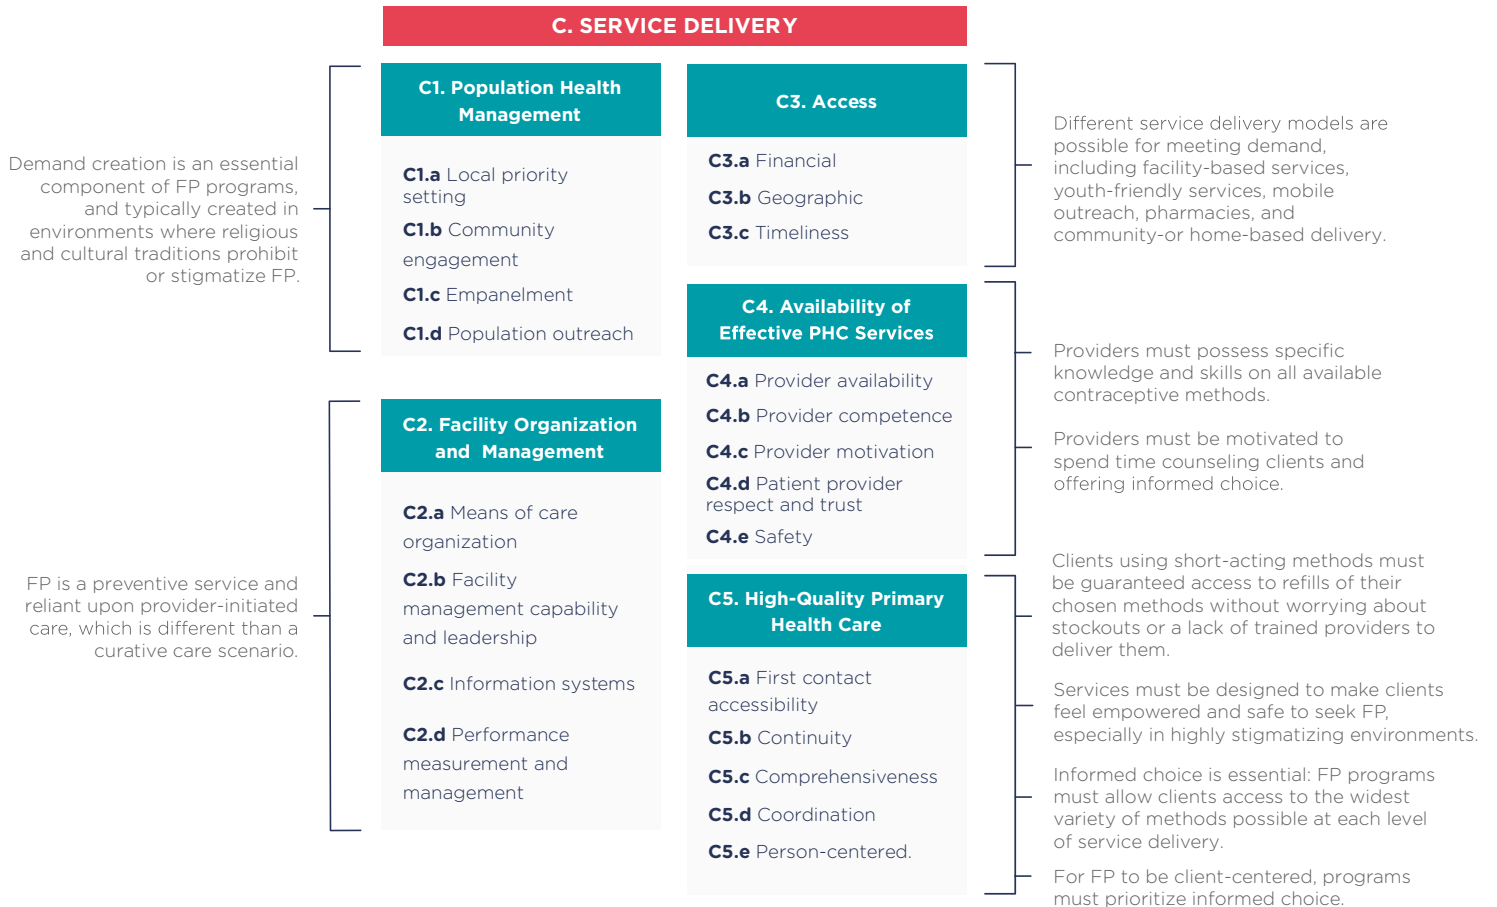 C. SERVICE DELIVERY
Demand creation is an essential
component of FP programs,
and typically created in
environments where religious
and cultural traditions prohibit
or stigmatize FP.
C1. Population Health
Management
C1.a Local priority
setting
C1.b Community
engagement
C1.c Empanelment
C1.d Population outreach
FP is a preventive service and
reliant upon provider-initiated
care, which is different than a
curative care scenario.
C2. Facility Organization
and Management
C2.a Means of care
organization
C2.b Facility
management capability
and leadership
C2.c Information systems
C2.d Performance
measurement and
management
C3. Access
C3.a Financial
C3.b Geographic
C3.c Timeliness
Different service delivery models are
possible for meeting demand,
including facility-based services,
youth-friendly services, mobile
outreach, pharmacies, and
community-or home-based delivery.
C4. Availability of
Effective PHC Services
C4.a Provider availability
C4.b Provider competence
C4.c Provider motivation
C4.d Patient provider
respect and trust
C4.e Safety
Providers must possess specific
knowledge and skills on all available
contraceptive methods.
Providers must be motivated to
spend time counseling clients and
offering informed choice.
C5. High-Quality Primary
Health Care
C5.a First contact
accessibility
C5.b Continuity
C5.c Comprehensiveness
C5.d Coordination
C5.e Person-centered.
Clients using short-acting methods must
be guaranteed access to refills of their
chosen methods without worrying about
stockouts or a lack of trained providers to
deliver them.
Services must be designed to make clients
feel empowered and safe to seek FP,
especially in highly stigmatizing environments.
Informed choice is essential: FP programs
must allow clients access to the widest
variety of methods possible at each level
of service delivery.
For FP to be client-centered, programs
must prioritize informed choice.